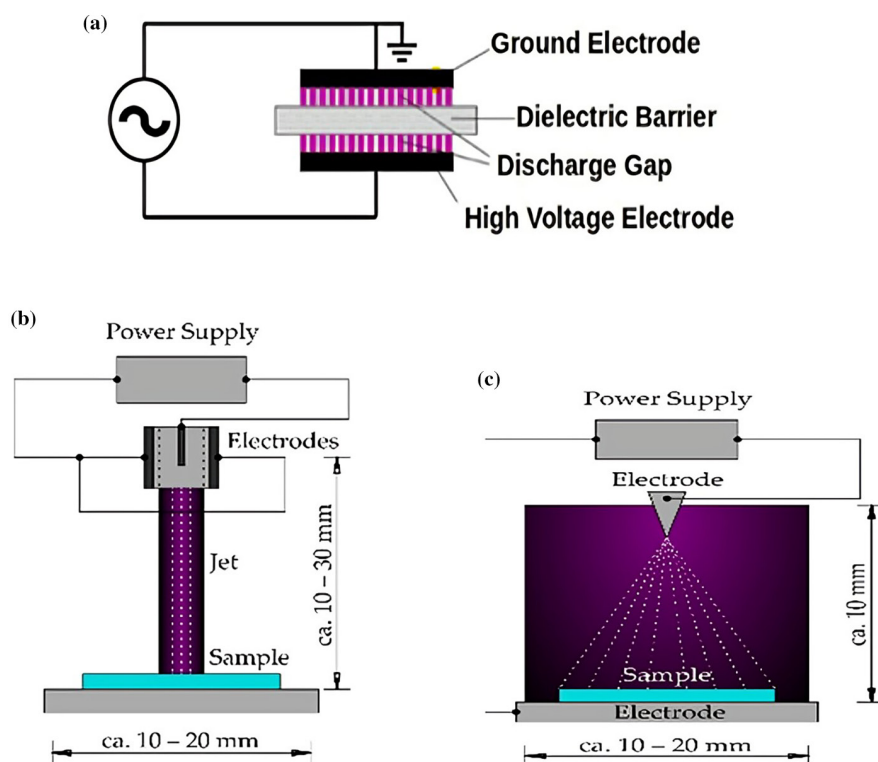 (a)
Ground Electrode
Dielectric Barrier
Discharge Gap
High Voltage Electrode
(b)
Power Supply
Electrodes
Jet
ca. 10 – 30 mm
Sample
ca. 10 – 20 mm
(c)
Power Supply
Electrode
ca. 10 mm
Sample
Electrode
ca. 10 – 20 mm